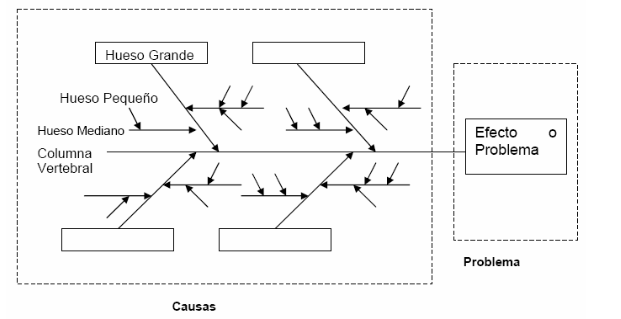 Hueso Grande
Hueso Pequeño
Hueso Mediano
Columna
Vertebral
Efecto o
Problema
Problema
Causas